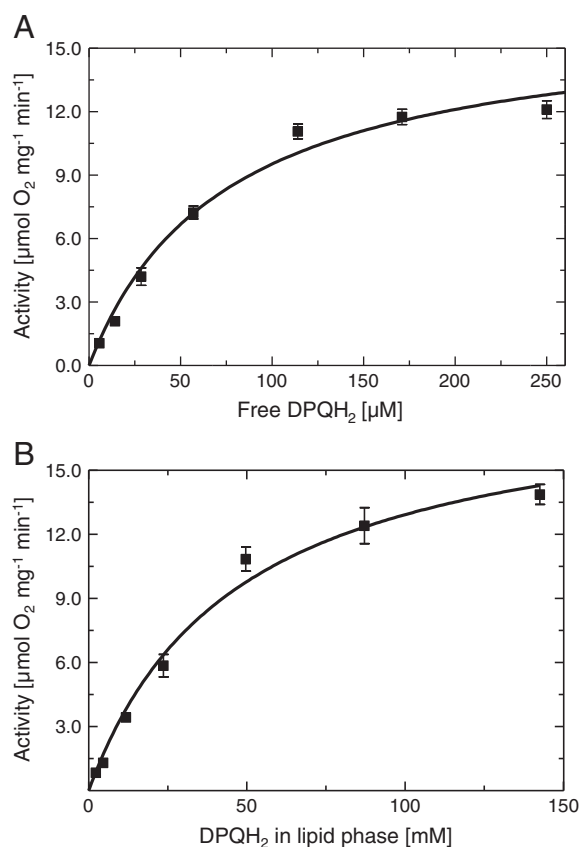 A
15.0
12.0
9.0
6.0
3.0
0.0
Activity [µmol O₂ mg⁻¹ min⁻¹]
0 50 100 150 200 250
Free DPQH₂ [µM]
B
15.0
12.0
9.0
6.0
3.0
Activity [µmol O₂ mg⁻¹ min⁻¹]
0 50 100 150
DPQH₂ in lipid phase [mM]